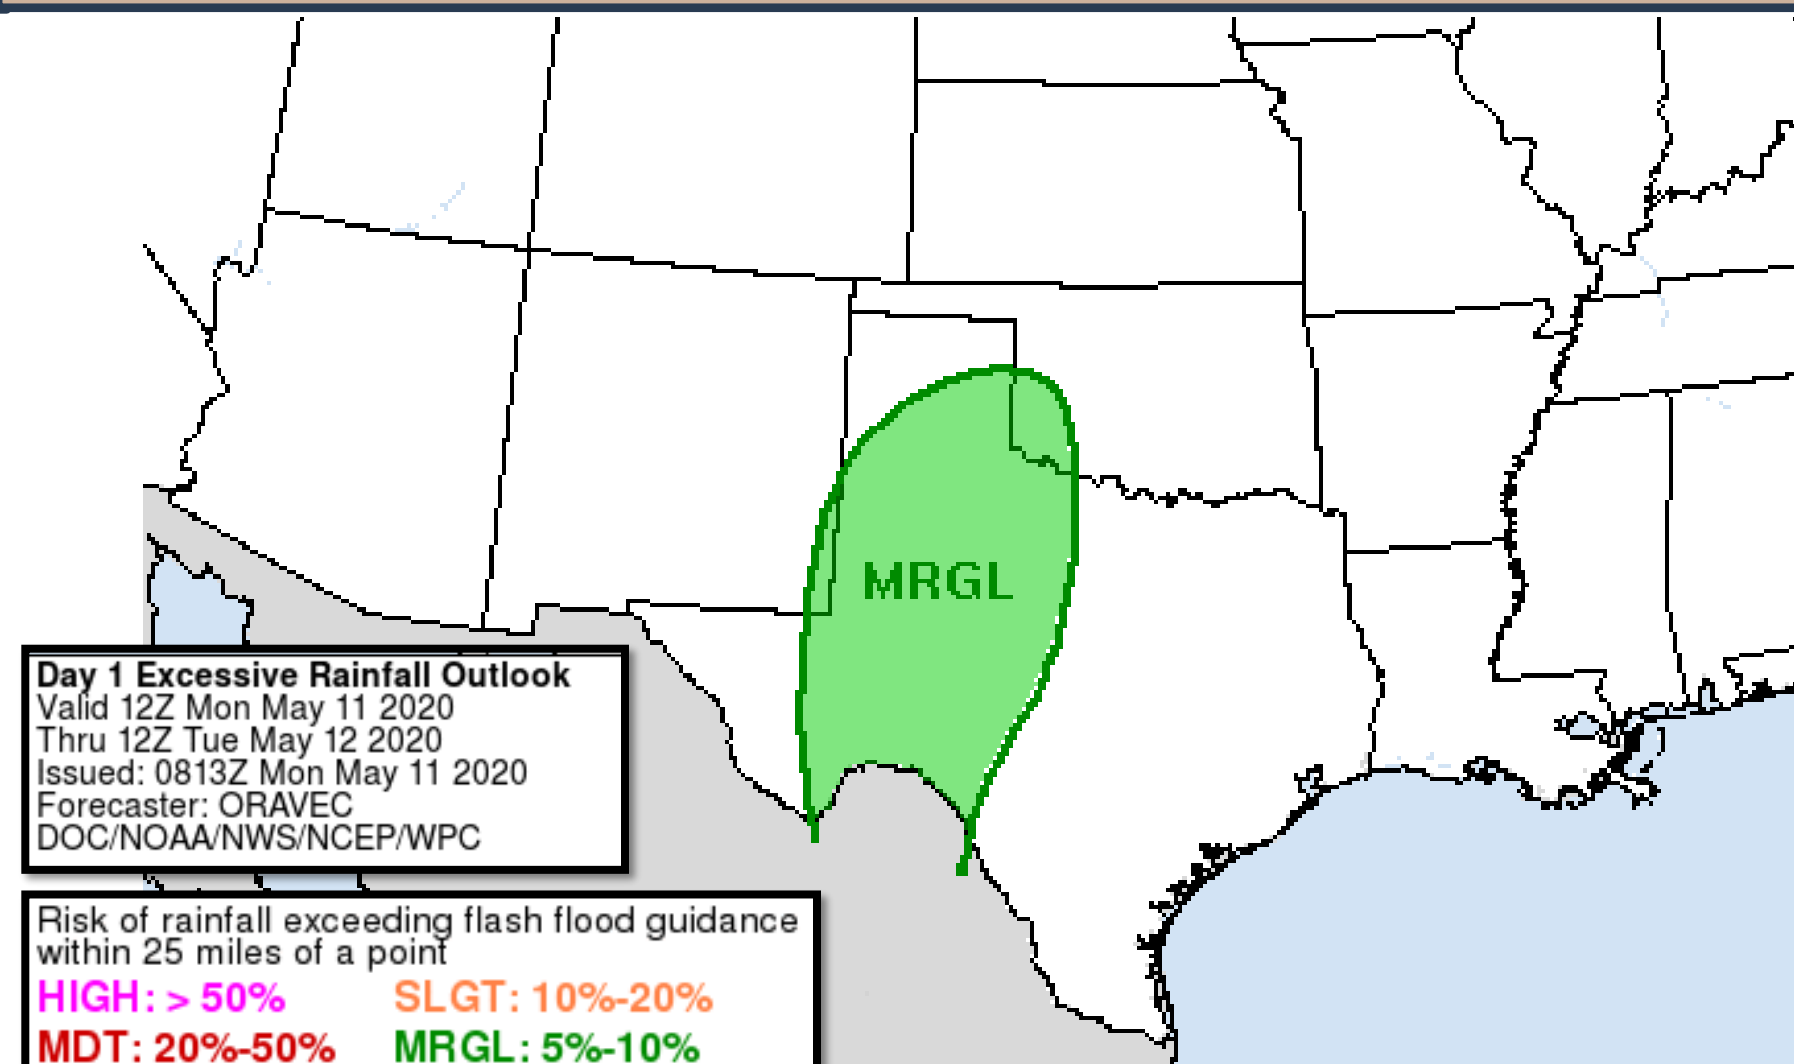 MRGL
Day 1 Excessive Rainfall Outlook
Valid 12Z Mon May 11 2020
Thru 12Z Tue May 12 2020
Issued: 0813Z Mon May 11 2020
Forecaster: ORAVEC
DOC/NOAA/NWS/NCEP/WPC
Risk of rainfall exceeding flash flood guidance
within 25 miles of a point
HIGH: > 50% SLGT: 10%-20%
MDT: 20%-50% MRGL: 5%-10%